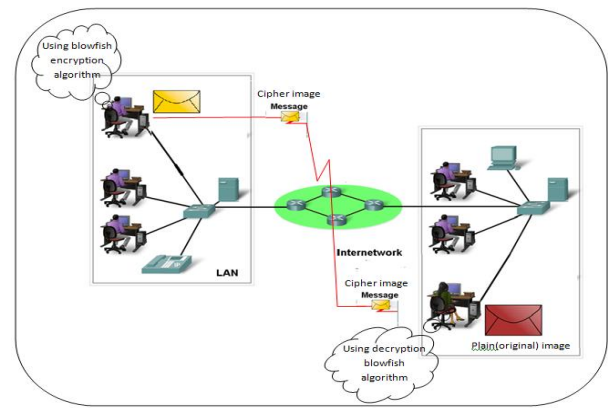 Using blowfish
encryption
algorithm
Cipher image
Message
LAN
Internetwork
Cipher image
Message
Using decryption
blowfish
algorithm
Plain(original) image